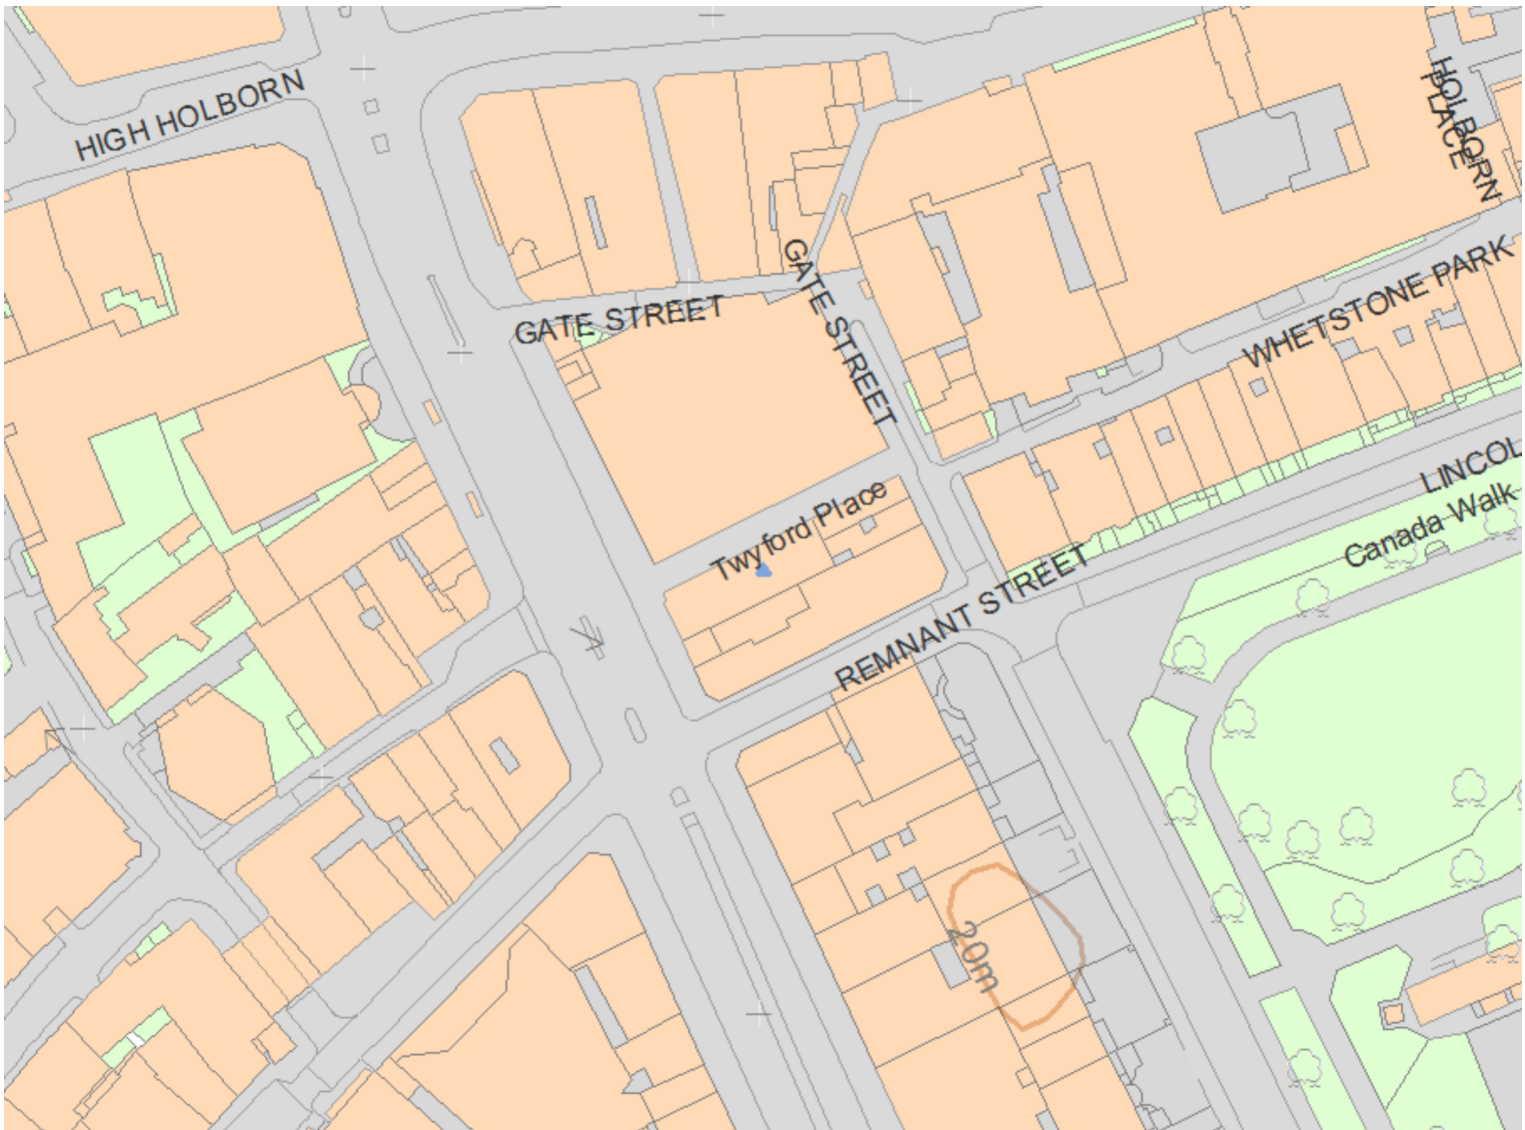 HIGH HOLBORN
HOLBORN
PLACE
GATE STREET
GATE STREET
WHETSTONE PARK
LINCOL
Canada Walk
Twyford Place
REMNANT STREET
20m